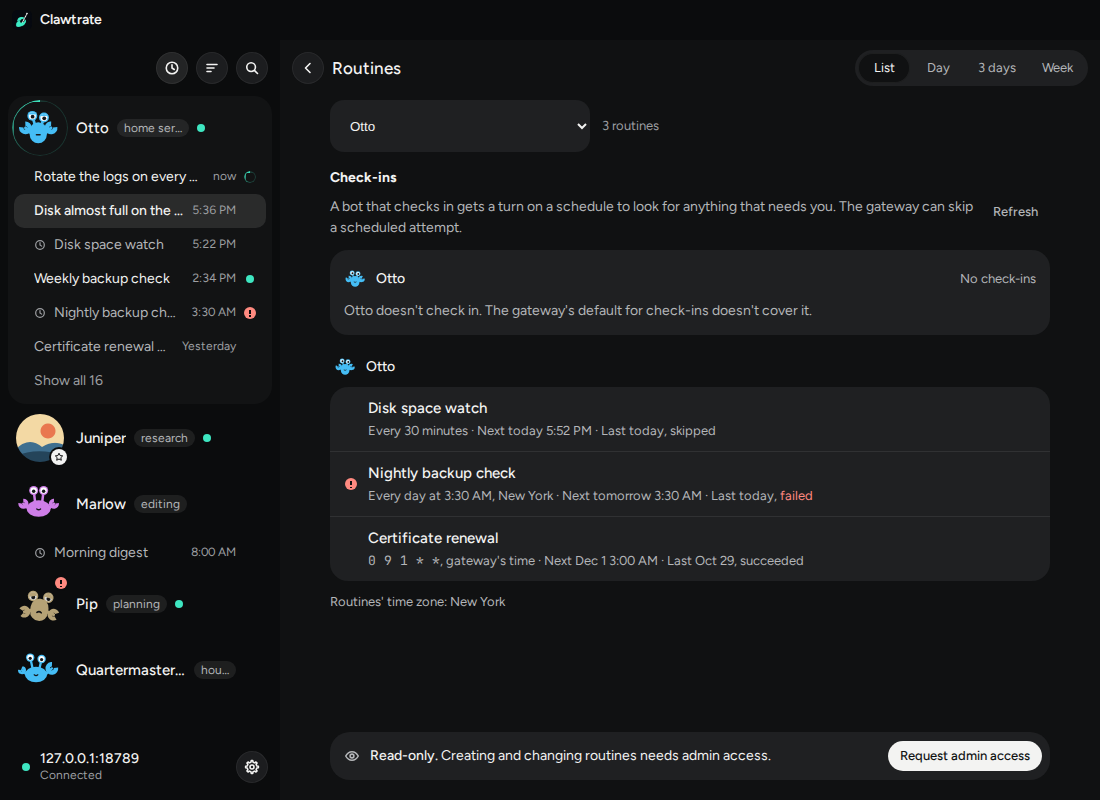 Clawtrate
Routines
List
Day
3 days
Week
Otto
home ser...
Rotate the logs on every ...
now
Disk almost full on the ...
5:36 PM
Disk space watch
5:22 PM
Weekly backup check
2:34 PM
Nightly backup ch...
3:30 AM
Certificate renewal ...
Yesterday
Show all 16
Juniper
research
Marlow
editing
Morning digest
8:00 AM
Pip
planning
Quartermaster...
hou...
127.0.0.1:18789
Connected
Otto
3 routines
Check-ins
A bot that checks in gets a turn on a schedule to look for anything that needs you. The gateway can skip
a scheduled attempt.
Refresh
Otto
No check-ins
Otto doesn't check in. The gateway's default for check-ins doesn't cover it.
Otto
Disk space watch
Every 30 minutes · Next today 5:52 PM · Last today, skipped
Nightly backup check
Every day at 3:30 AM, New York · Next tomorrow 3:30 AM · Last today, failed
Certificate renewal
0 9 1 * *, gateway's time · Next Dec 1 3:00 AM · Last Oct 29, succeeded
Routines' time zone: New York
Read-only. Creating and changing routines needs admin access.
Request admin access